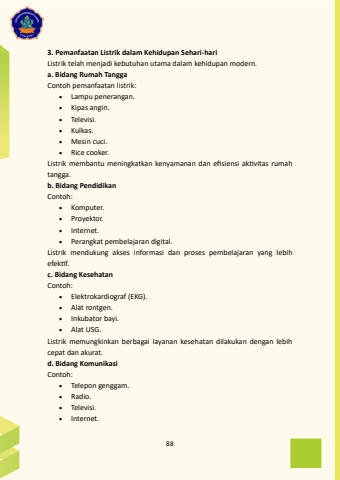 3. Pemanfaatan Listrik dalam Kehidupan Sehari-hari
Listrik telah menjadi kebutuhan utama dalam kehidupan modern.
a. Bidang Rumah Tangga
Contoh pemanfaatan listrik:
• Lampu penerangan.
• Kipas angin.
• Televisi.
• Kulkas.
• Mesin cuci.
• Rice cooker.
Listrik membantu meningkatkan kenyamanan dan efisiensi aktivitas rumah
tangga.
b. Bidang Pendidikan
Contoh:
• Komputer.
• Proyektor.
• Internet.
• Perangkat pembelajaran digital.
Listrik mendukung akses informasi dan proses pembelajaran yang lebih
efektif.
c. Bidang Kesehatan
Contoh:
• Elektrokardiograf (EKG).
• Alat rontgen.
• Inkubator bayi.
• Alat USG.
Listrik memungkinkan berbagai layanan kesehatan dilakukan dengan lebih
cepat dan akurat.
d. Bidang Komunikasi
Contoh:
• Telepon genggam.
• Radio.
• Televisi.
• Internet.
88